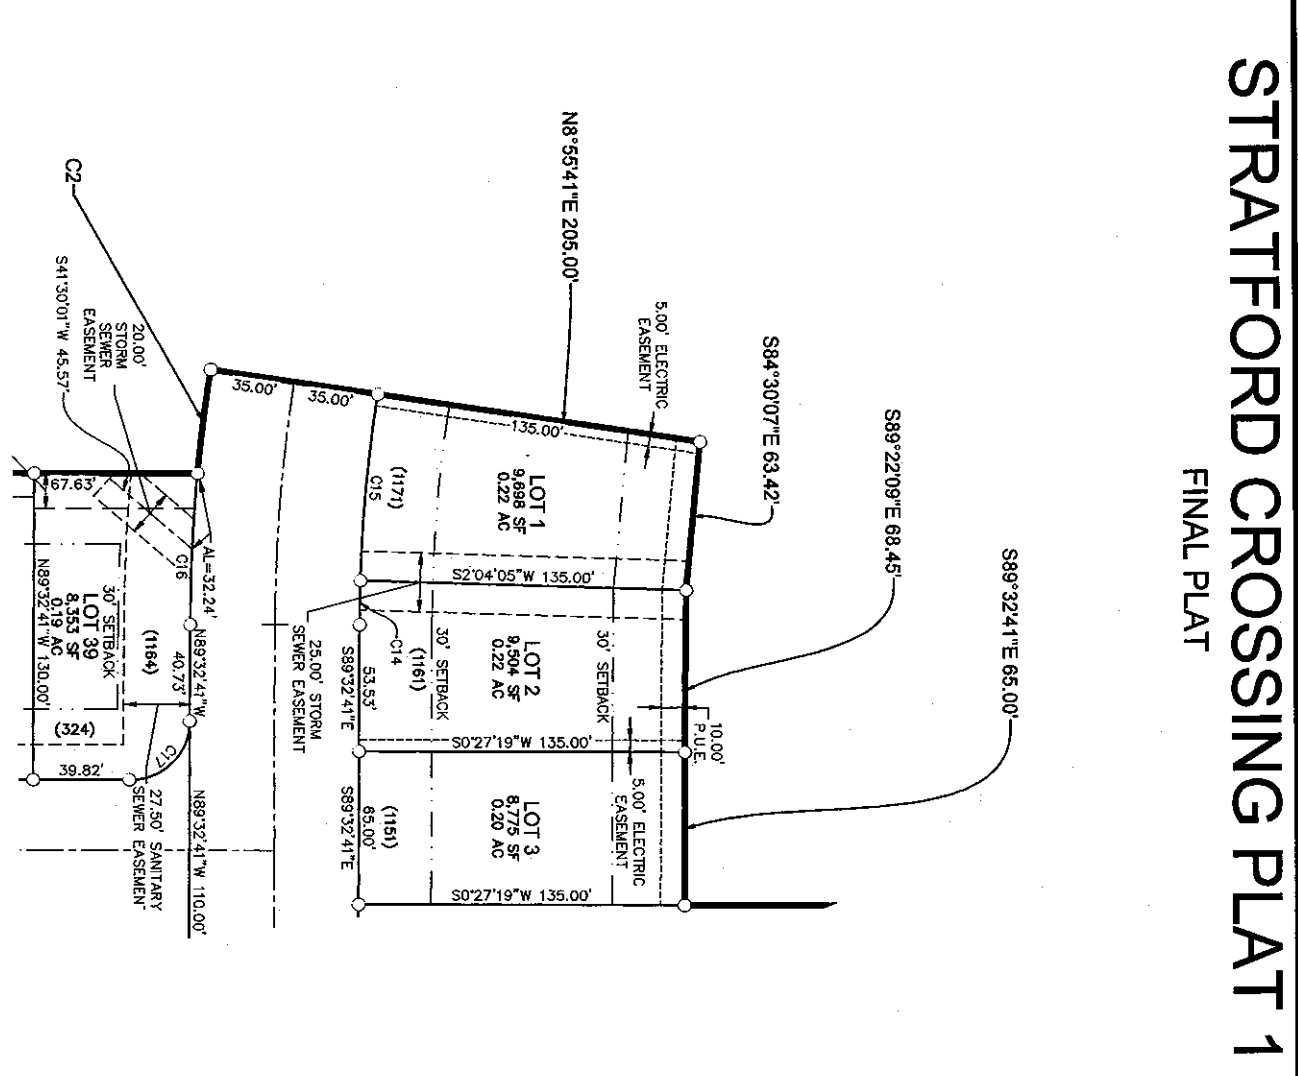 STRATFORD CROSSING PLAT 1
FINAL PLAT
S89°32'41"E 65.00'
S89°22'09"E 68.45'
S84°30'07"E 63.42'
5.00' ELECTRIC
EASEMENT
N8°55'41"E 205.00'
10.00'
P.U.E.
5.00' ELECTRIC
EASEMENT
30' SETBACK
135.00'
LOT 1
9,698 SF
0.22 AC
S2°04'05"W 135.00'
LOT 2
9,504 SF
0.22 AC
S0°27'19"W 135.00'
LOT 3
8,775 SF
0.20 AC
S0°27'19"W 135.00'
30' SETBACK
(1171)
C15
(1161)
C14
53.53'
S89°32'41"E
(1151)
65.00'
S89°32'41"E
35.00'
35.00'
25.00' STORM
SEWER EASEMENT
C2
AL=32.24'
C16
N89°32'41"W
40.73'
N89°32'41"W 110.00'
C17
27.50' SANITARY
SEWER EASEMEN
20.00'
STORM
SEWER
EASEMENT
S41°30'01"W 45.57'
67.63'
(1164)
30' SETBACK
LOT 39
8,353 SF
0.19 AC
N89°32'41"W 130.00'
(324)
39.82'